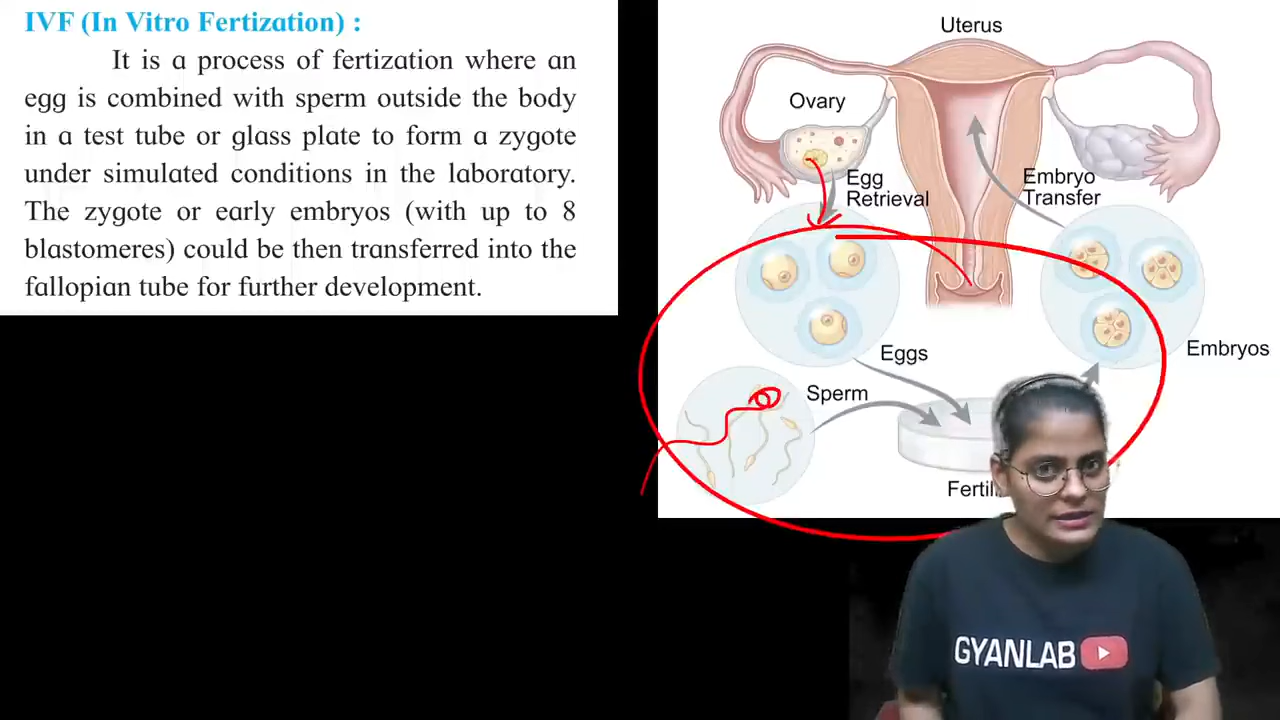 IVF (In Vitro Fertization) :
It is a process of fertization where an
egg is combined with sperm outside the body
in a test tube or glass plate to form a zygote
under simulated conditions in the laboratory.
The zygote or early embryos (with up to 8
blastomeres) could be then transferred into the
fallopian tube for further development.
Uterus
Ovary
Egg
Retrieval
Embryo
Transfer
Eggs
Embryos
Sperm
GYANLAB